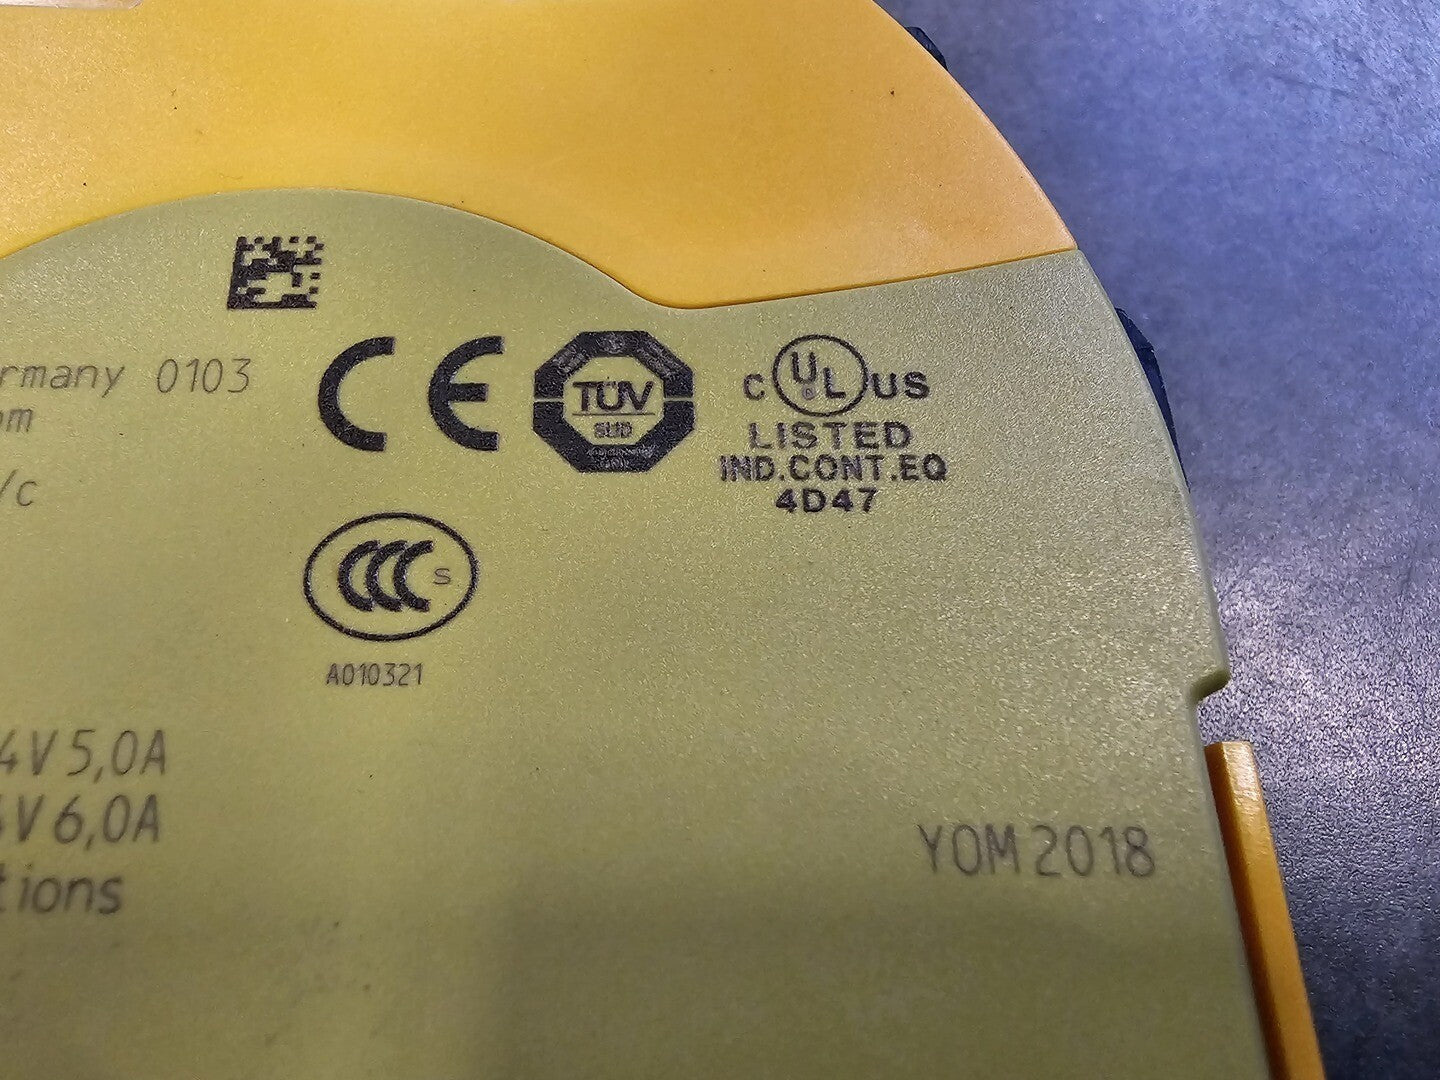 rmany 0103
om
/c
CE
TÜV
SÜD
C UL US
LISTED
IND.CONT.EQ
4D47
CCC S
A010321
4V 5,0A
V 6,0A
tions
YOM 2018